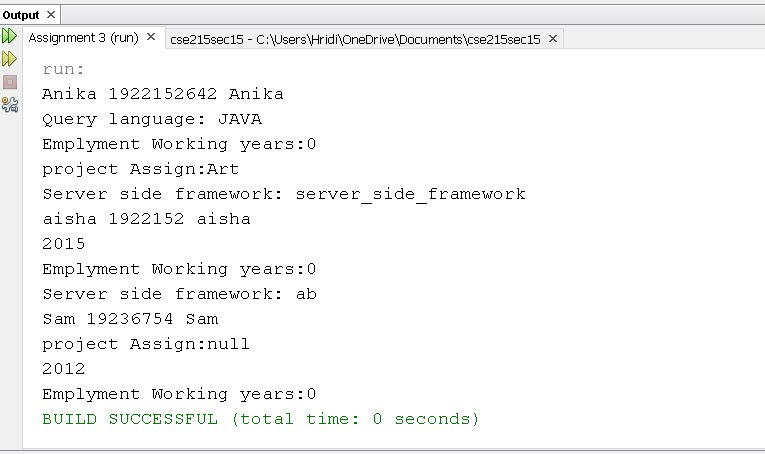 Output ×
Assignment 3 (run) × cse215sec15 - C:\Users\Hridi\OneDrive\Documents\cse215sec15 ×
run:
Anika 1922152642 Anika
Query language: JAVA
Emplyment Working years:0
project Assign:Art
Server side framework: server_side_framework
aisha 1922152 aisha
2015
Emplyment Working years:0
Server side framework: ab
Sam 19236754 Sam
project Assign:null
2012
Emplyment Working years:0
BUILD SUCCESSFUL (total time: 0 seconds)